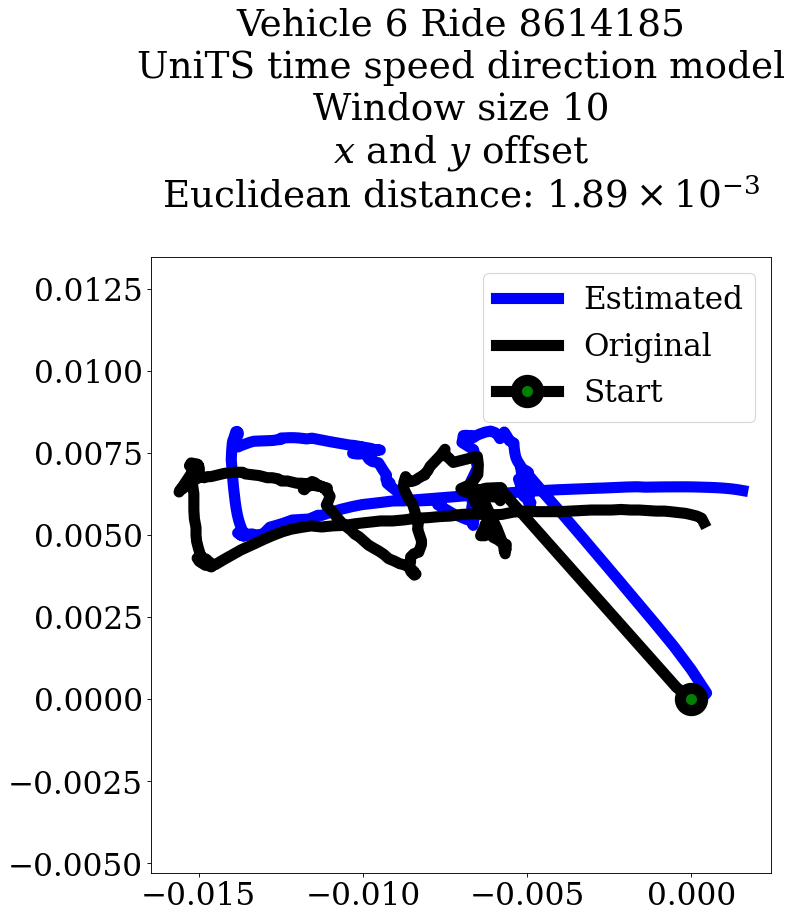 Vehicle 6 Ride 8614185
UniTS time speed direction model
Window size 10
x and y offset
Euclidean distance: 1.89 × 10⁻³
Estimated
Original
Start
0.0125
0.0100
0.0075
0.0050
0.0025
0.0000
−0.0025
−0.0050
−0.015 −0.010 −0.005 0.000